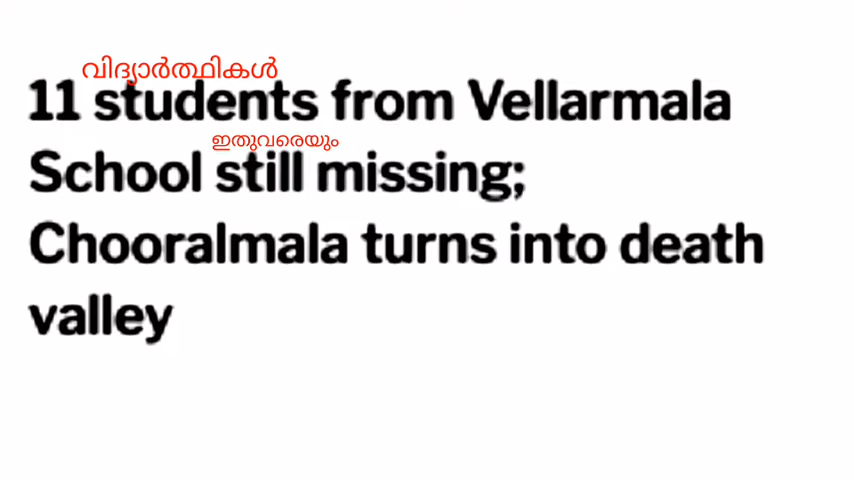 വിദ്യാർത്ഥികൾ
11 students from Vellarmala
ഇതുവരെയും
School still missing;
Chooralmala turns into death
valley